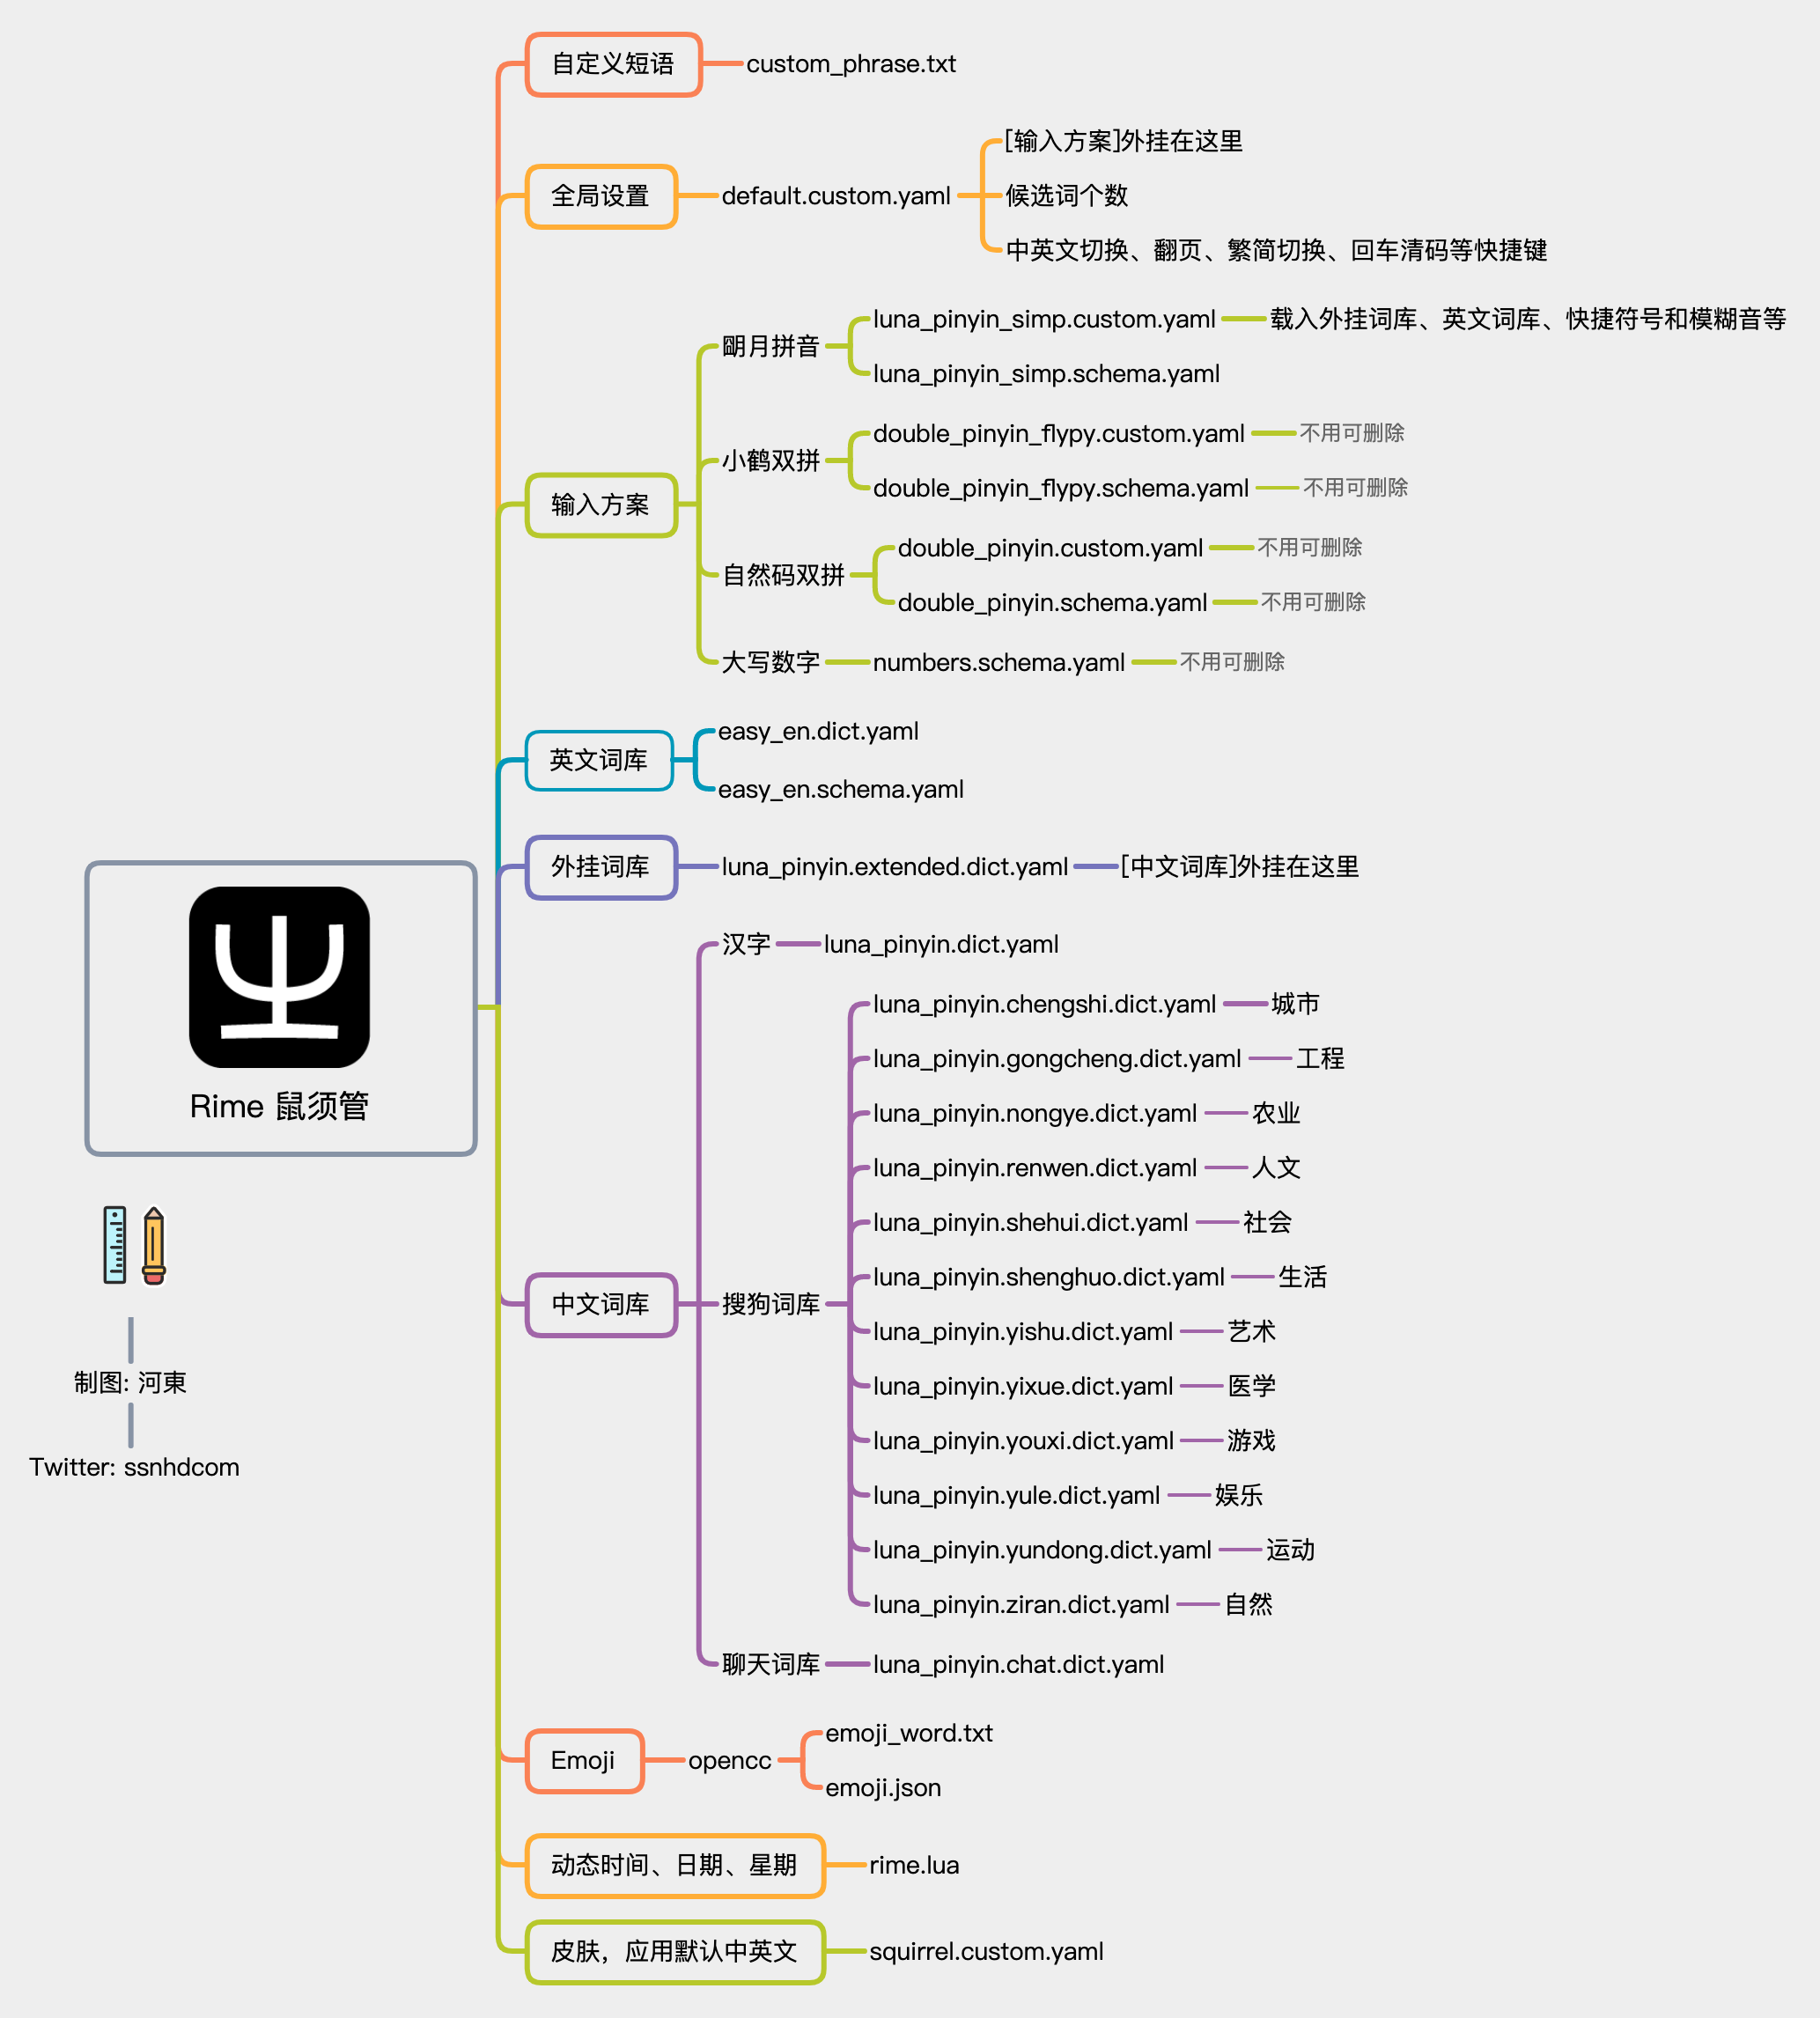 自定义短语
custom_phrase.txt
全局设置
default.custom.yaml
[输入方案]外挂在这里
候选词个数
中英文切换、翻页、繁简切换、回车清码等快捷键
输入方案
朙月拼音
luna_pinyin_simp.custom.yaml
载入外挂词库、英文词库、快捷符号和模糊音等
luna_pinyin_simp.schema.yaml
小鹤双拼
double_pinyin_flypy.custom.yaml
不用可删除
double_pinyin_flypy.schema.yaml
不用可删除
自然码双拼
double_pinyin.custom.yaml
不用可删除
double_pinyin.schema.yaml
不用可删除
大写数字
numbers.schema.yaml
不用可删除
英文词库
easy_en.dict.yaml
easy_en.schema.yaml
外挂词库
luna_pinyin.extended.dict.yaml
[中文词库]外挂在这里
Rime 鼠须管
中文词库
汉字
luna_pinyin.dict.yaml
搜狗词库
luna_pinyin.chengshi.dict.yaml
城市
luna_pinyin.gongcheng.dict.yaml
工程
luna_pinyin.nongye.dict.yaml
农业
luna_pinyin.renwen.dict.yaml
人文
luna_pinyin.shehui.dict.yaml
社会
luna_pinyin.shenghuo.dict.yaml
生活
luna_pinyin.yishu.dict.yaml
艺术
luna_pinyin.yixue.dict.yaml
医学
luna_pinyin.youxi.dict.yaml
游戏
luna_pinyin.yule.dict.yaml
娱乐
luna_pinyin.yundong.dict.yaml
运动
luna_pinyin.ziran.dict.yaml
自然
聊天词库
luna_pinyin.chat.dict.yaml
制图: 河東
Twitter: ssnhdcom
Emoji
opencc
emoji_word.txt
emoji.json
动态时间、日期、星期
rime.lua
皮肤，应用默认中英文
squirrel.custom.yaml